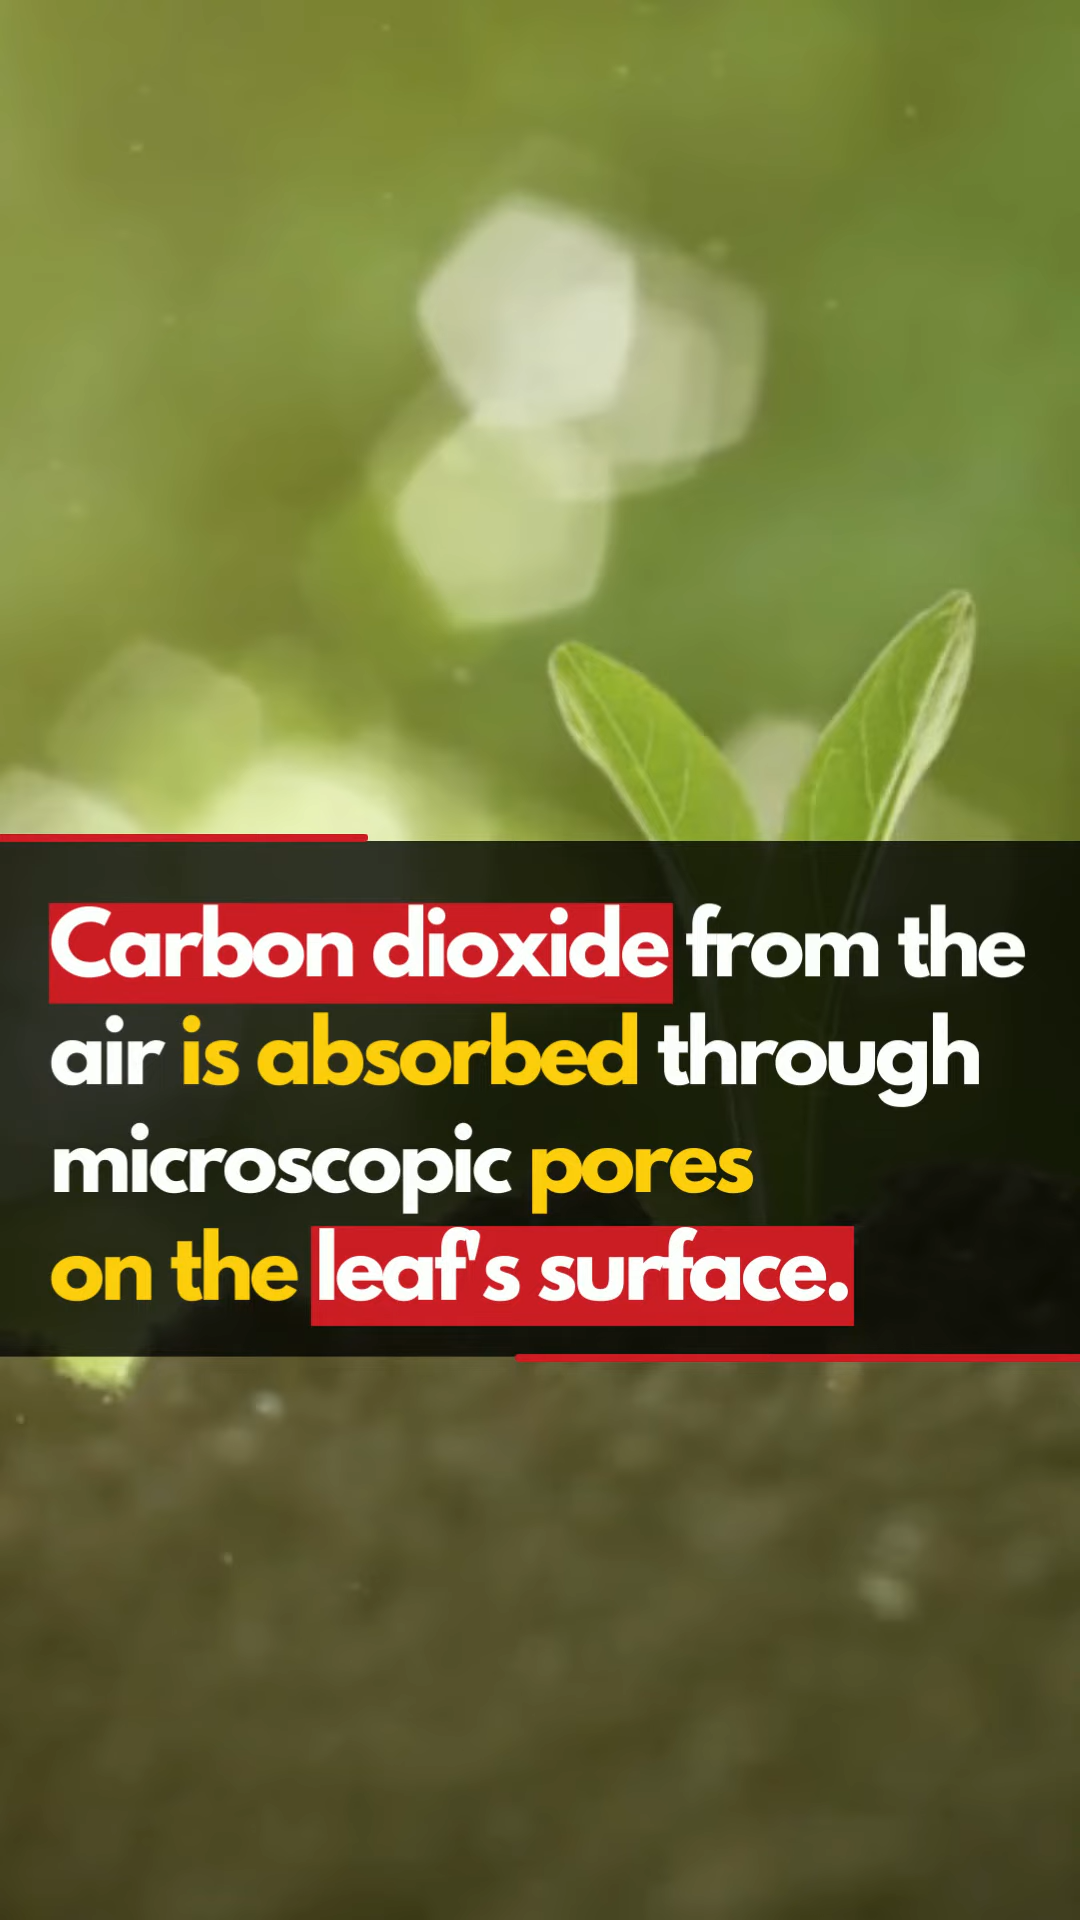 Carbon dioxide from the
air is absorbed through
microscopic pores
on the leaf's surface.